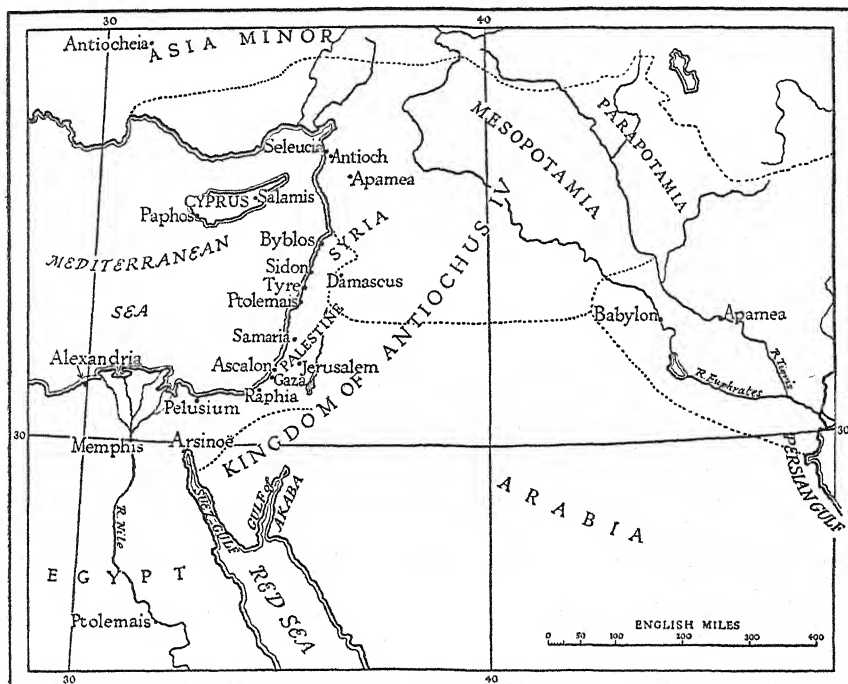 30
40
Antiocheia
ASIA MINOR
MESOPOTAMIA
PARAPOTAMIA
Seleucia
Antioch
Apamea
CYPRUS
Salamis
Paphos
SYRIA
Byblos
MEDITERRANEAN
SEA
Sidon
Damascus
Tyre
Ptolemais
KINGDOM OF ANTIOCHUS IV
Babylon
Apamea
Samaria
PALESTINE
Alexandria
Ascalon
Jerusalem
Gaza
R. Tigris
R. Euphrates
Raphia
Pelusium
30
30
Memphis
Arsinoë
PERSIAN GULF
SUEZ GULF
GULF of
AKABA
ARABIA
R. Nile
EGYPT
RED SEA
Ptolemais
ENGLISH MILES
0 50 100 200 300 400
30
40